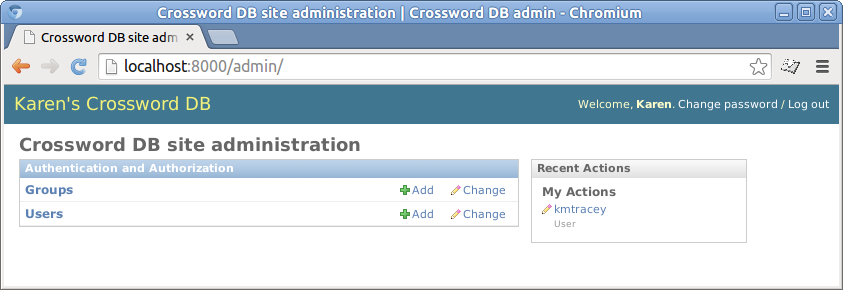 Crossword DB site administration | Crossword DB admin - Chromium
Crossword DB site adm
localhost:8000/admin/
Karen's Crossword DB
Welcome, Karen. Change password / Log out
Crossword DB site administration
Authentication and Authorization
Groups Add Change
Users Add Change
Recent Actions
My Actions
kmtracey
User